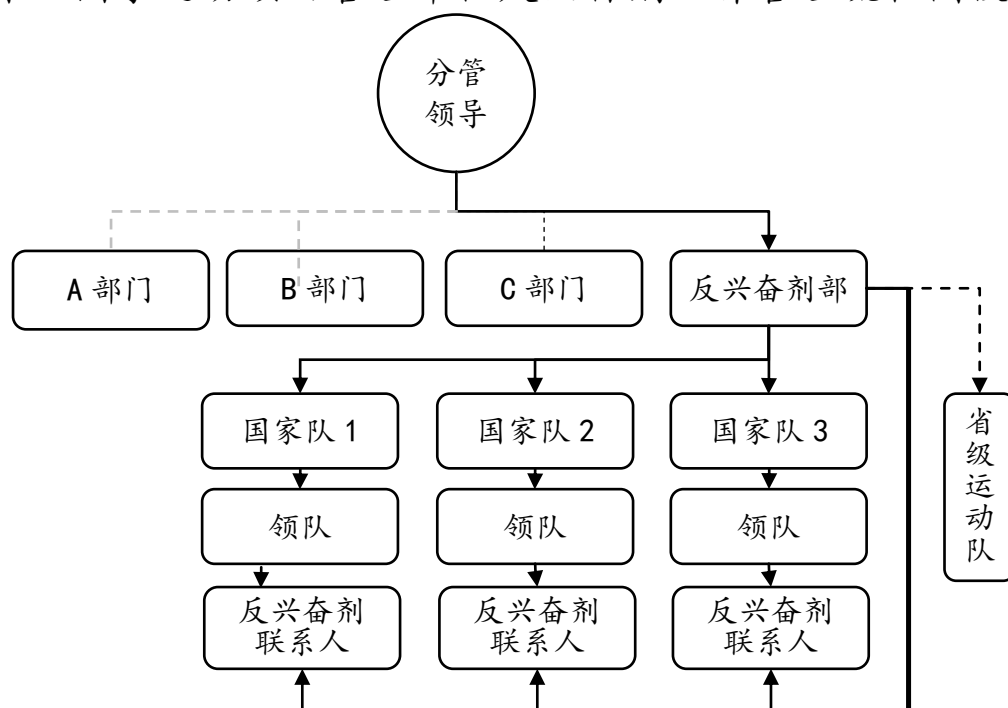 分管
领导
A 部门
B 部门
C 部门
反兴奋剂部
国家队 1
国家队 2
国家队 3
省级运动队
领队
领队
领队
反兴奋剂
联系人
反兴奋剂
联系人
反兴奋剂
联系人